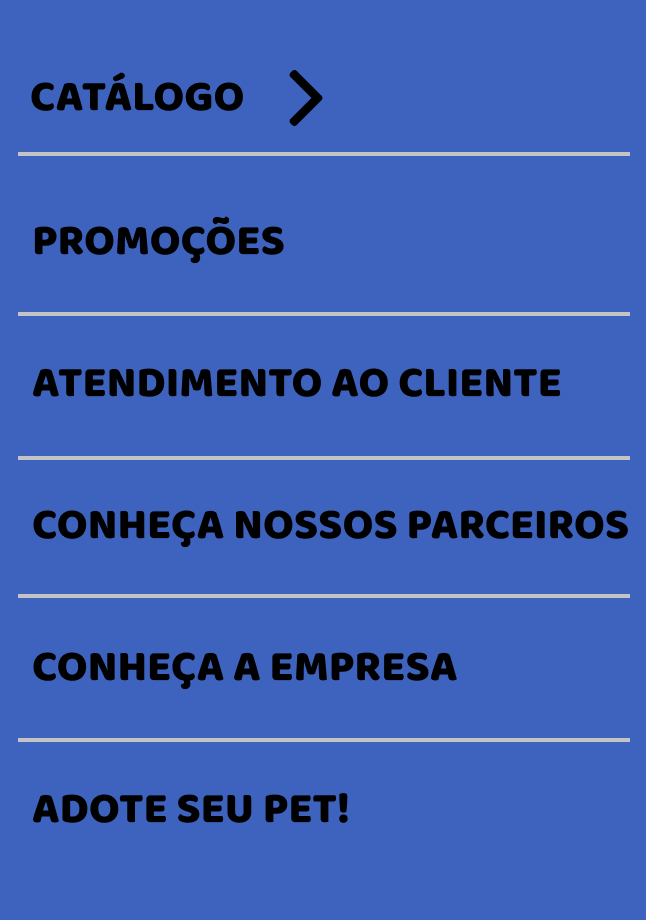 CATÁLOGO
PROMOÇÕES
ATENDIMENTO AO CLIENTE
CONHEÇA NOSSOS PARCEIROS
CONHEÇA A EMPRESA
ADOTE SEU PET!